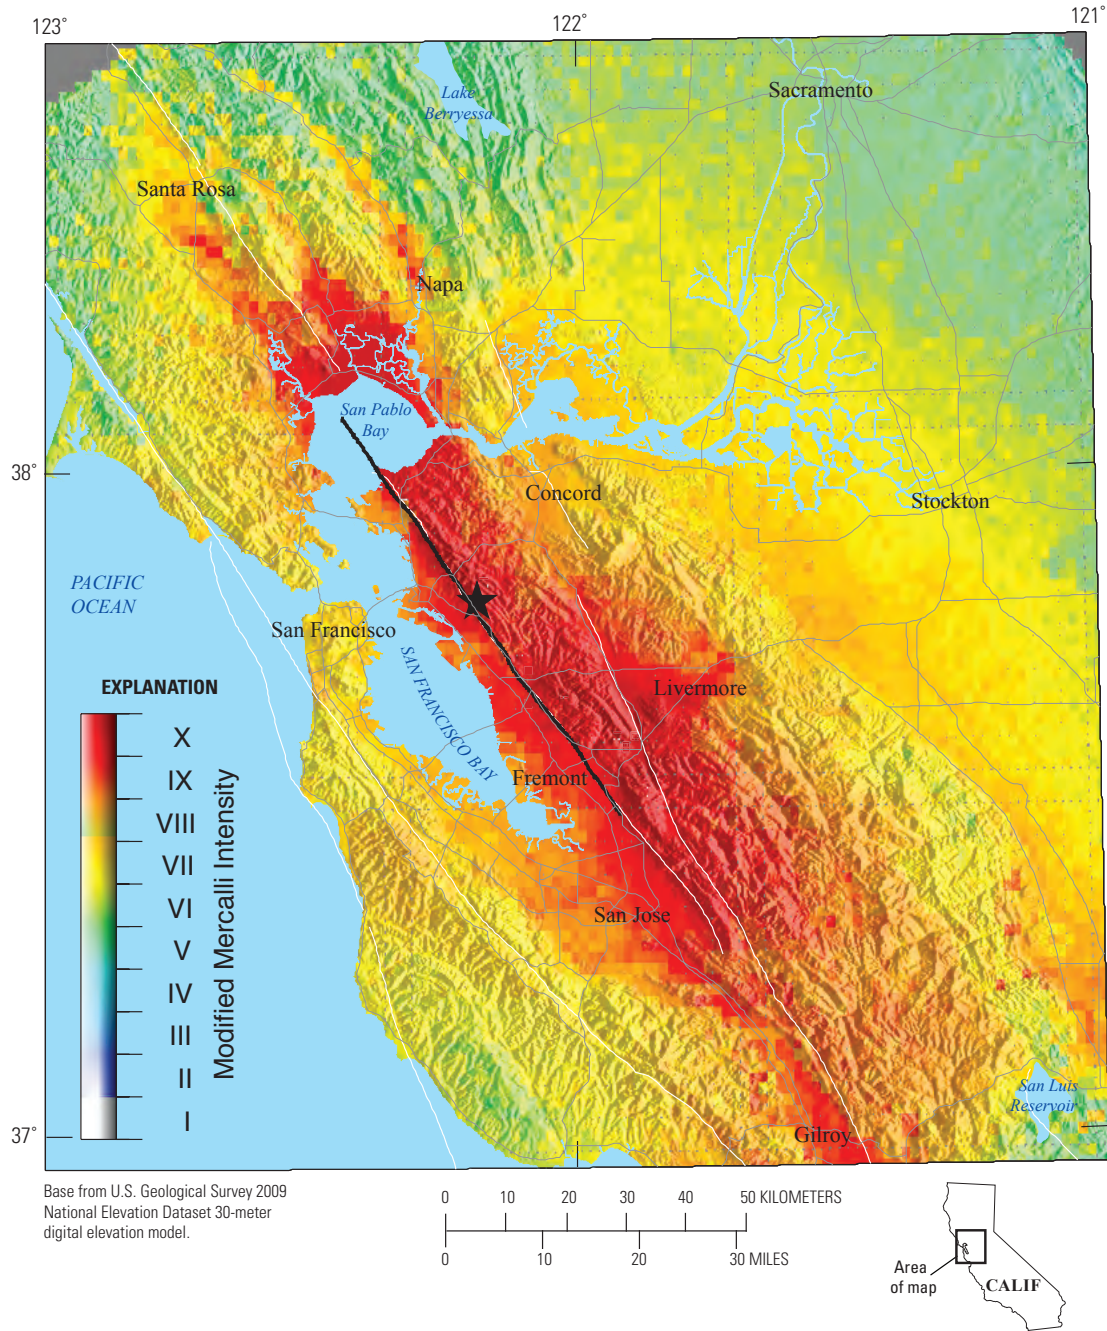 123°
122°
121°
Lake
Berryessa
Sacramento
Santa Rosa
Napa
San Pablo
Bay
38°
Concord
Stockton
PACIFIC
OCEAN
San Francisco
SAN FRANCISCO BAY
Livermore
Fremont
EXPLANATION
X
IX
VIII
VII
VI
V
IV
III
II
I
Modified Mercalli Intensity
San Jose
San Luis
Reservoir
37°
Gilroy
Base from U.S. Geological Survey 2009
National Elevation Dataset 30-meter
digital elevation model.
0 10 20 30 40 50 KILOMETERS
0 10 20 30 MILES
Area
of map
CALIF